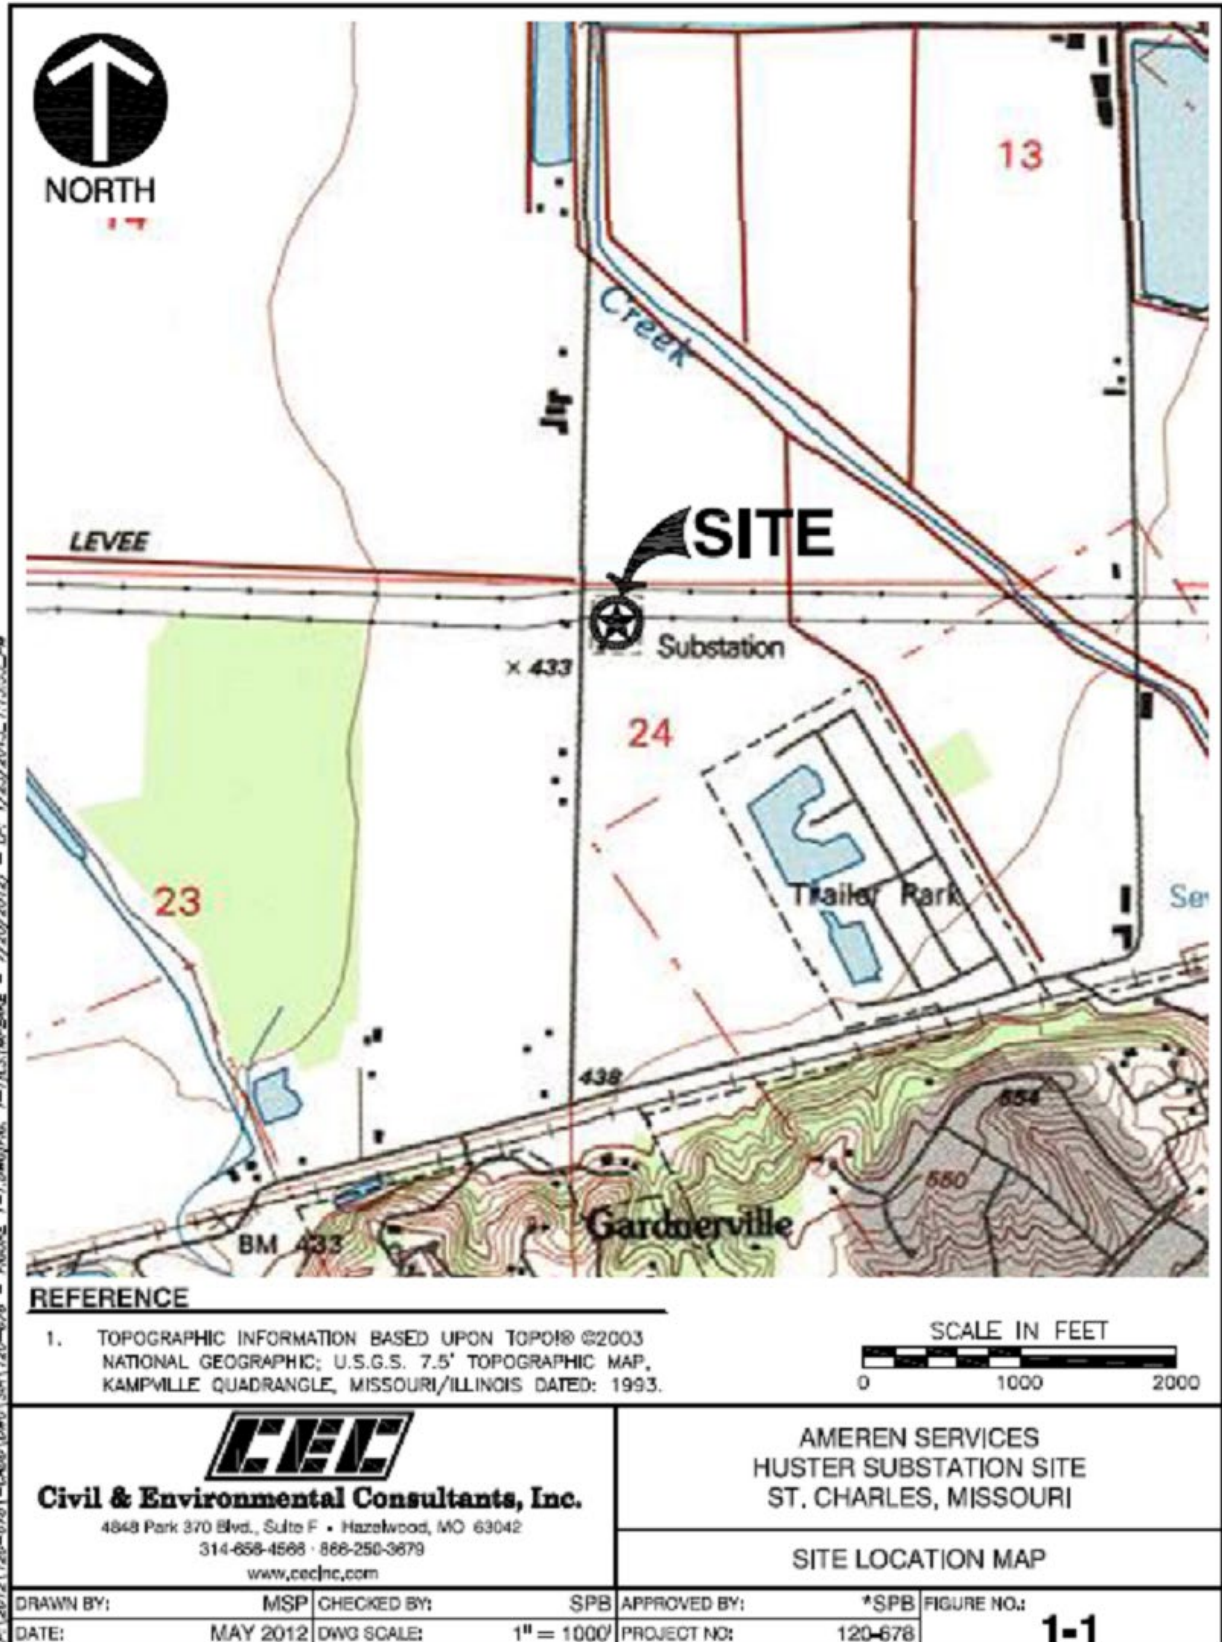 NORTH
14
13
Creek
LEVEE
SITE
Substation
× 433
24
23
Trailer Park
438
554
550
Gardnerville
BM 433
REFERENCE
1. TOPOGRAPHIC INFORMATION BASED UPON TOPO!® ©2003
NATIONAL GEOGRAPHIC; U.S.G.S. 7.5' TOPOGRAPHIC MAP,
KAMPVILLE QUADRANGLE, MISSOURI/ILLINOIS DATED: 1993.
SCALE IN FEET
0 1000 2000
CEC
Civil & Environmental Consultants, Inc.
4848 Park 370 Blvd., Suite F • Hazelwood, MO 63042
314-656-4566 · 866-250-3679
www.cecinc.com
AMEREN SERVICES
HUSTER SUBSTATION SITE
ST. CHARLES, MISSOURI
SITE LOCATION MAP
DRAWN BY: MSP CHECKED BY: SPB APPROVED BY: *SPB FIGURE NO.:
DATE: MAY 2012 DWG SCALE: 1" = 1000' PROJECT NO: 120-678 1-1